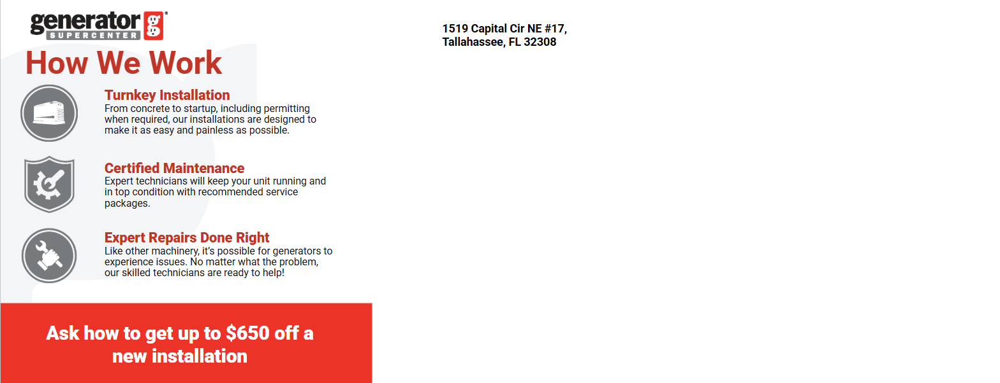 generator
SUPERCENTER
How We Work
Turnkey Installation
From concrete to startup, including permitting
when required, our installations are designed to
make it as easy and painless as possible.
Certified Maintenance
Expert technicians will keep your unit running and
in top condition with recommended service
packages.
Expert Repairs Done Right
Like other machinery, it’s possible for generators to
experience issues. No matter what the problem,
our skilled technicians are ready to help!
Ask how to get up to $650 off a
new installation
1519 Capital Cir NE #17,
Tallahassee, FL 32308